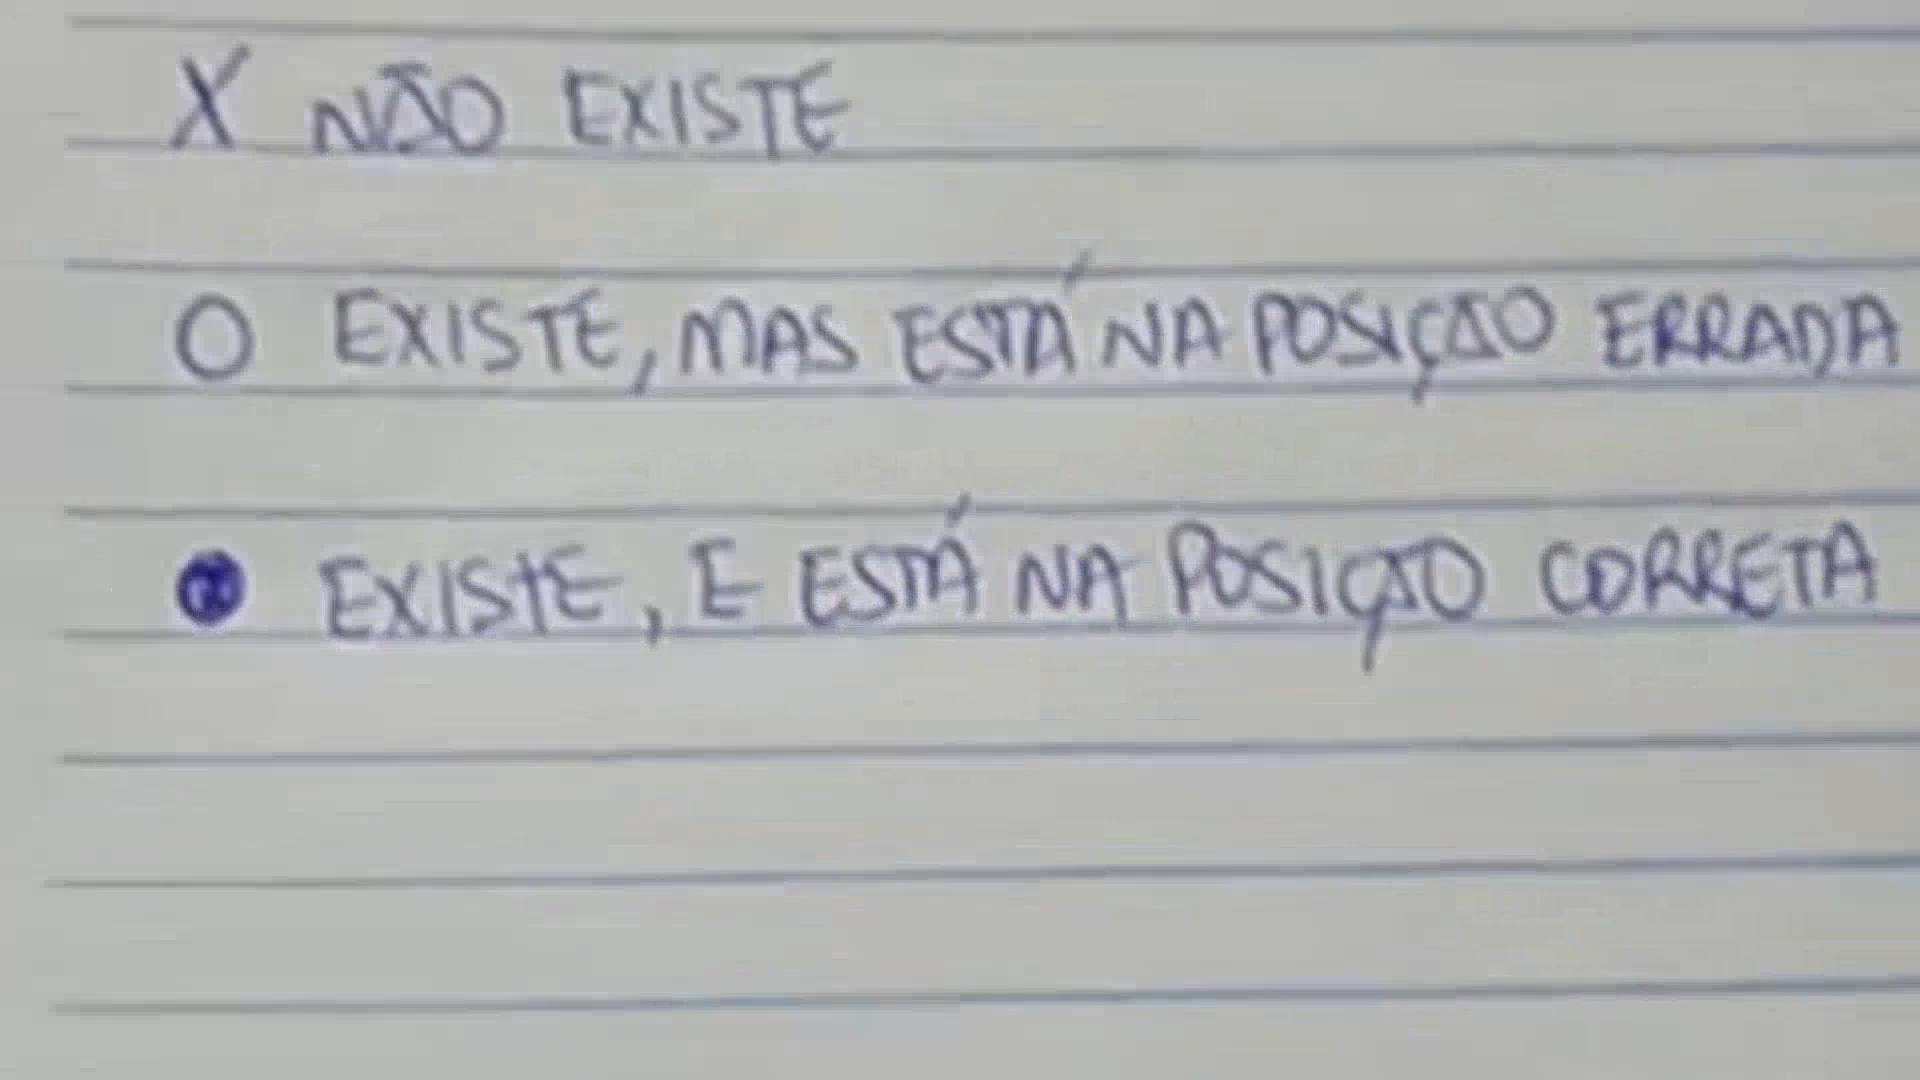 X NÃO EXISTE
O EXISTE, MAS ESTÁ NA POSIÇÃO ERRADA
● EXISTE, E ESTÁ NA POSIÇÃO CORRETA